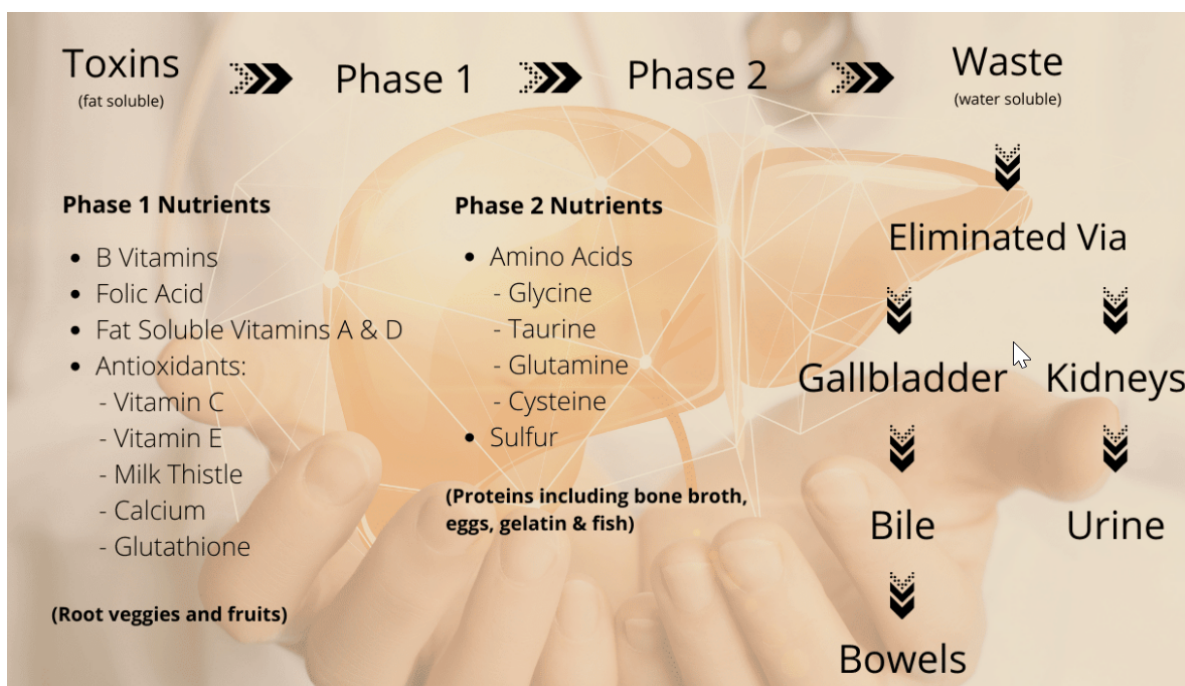 Toxins
(fat soluble)
Phase 1
Phase 2
Waste
(water soluble)
Phase 1 Nutrients
• B Vitamins
• Folic Acid
• Fat Soluble Vitamins A & D
• Antioxidants:
- Vitamin C
- Vitamin E
- Milk Thistle
- Calcium
- Glutathione
(Root veggies and fruits)
Phase 2 Nutrients
• Amino Acids
- Glycine
- Taurine
- Glutamine
- Cysteine
• Sulfur
(Proteins including bone broth,
eggs, gelatin & fish)
Eliminated Via
Gallbladder
Kidneys
Bile
Urine
Bowels